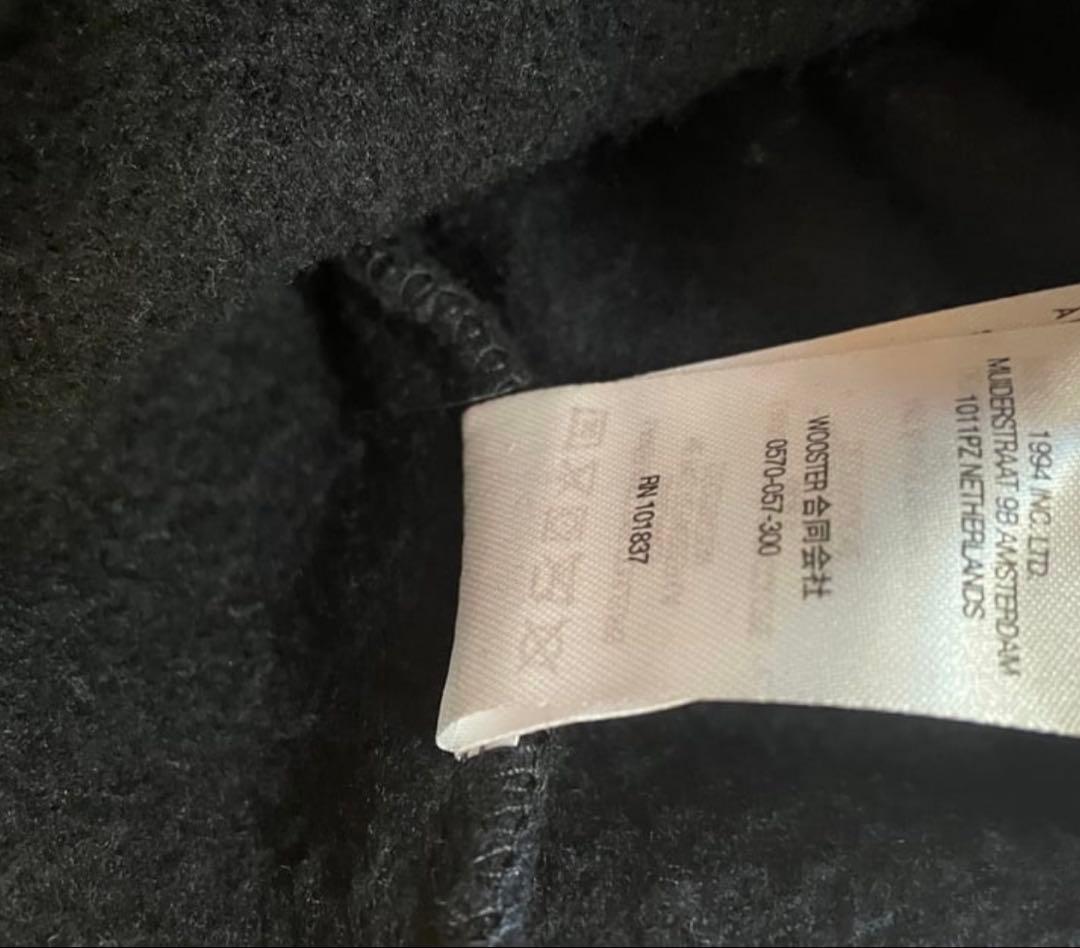 1994 INC LTD.
MUIDERSTRAAT 9B AMSTERDAM
1011PZ NETHERLANDS
WOOSTER 合同会社
0570-057-300
RN 101837